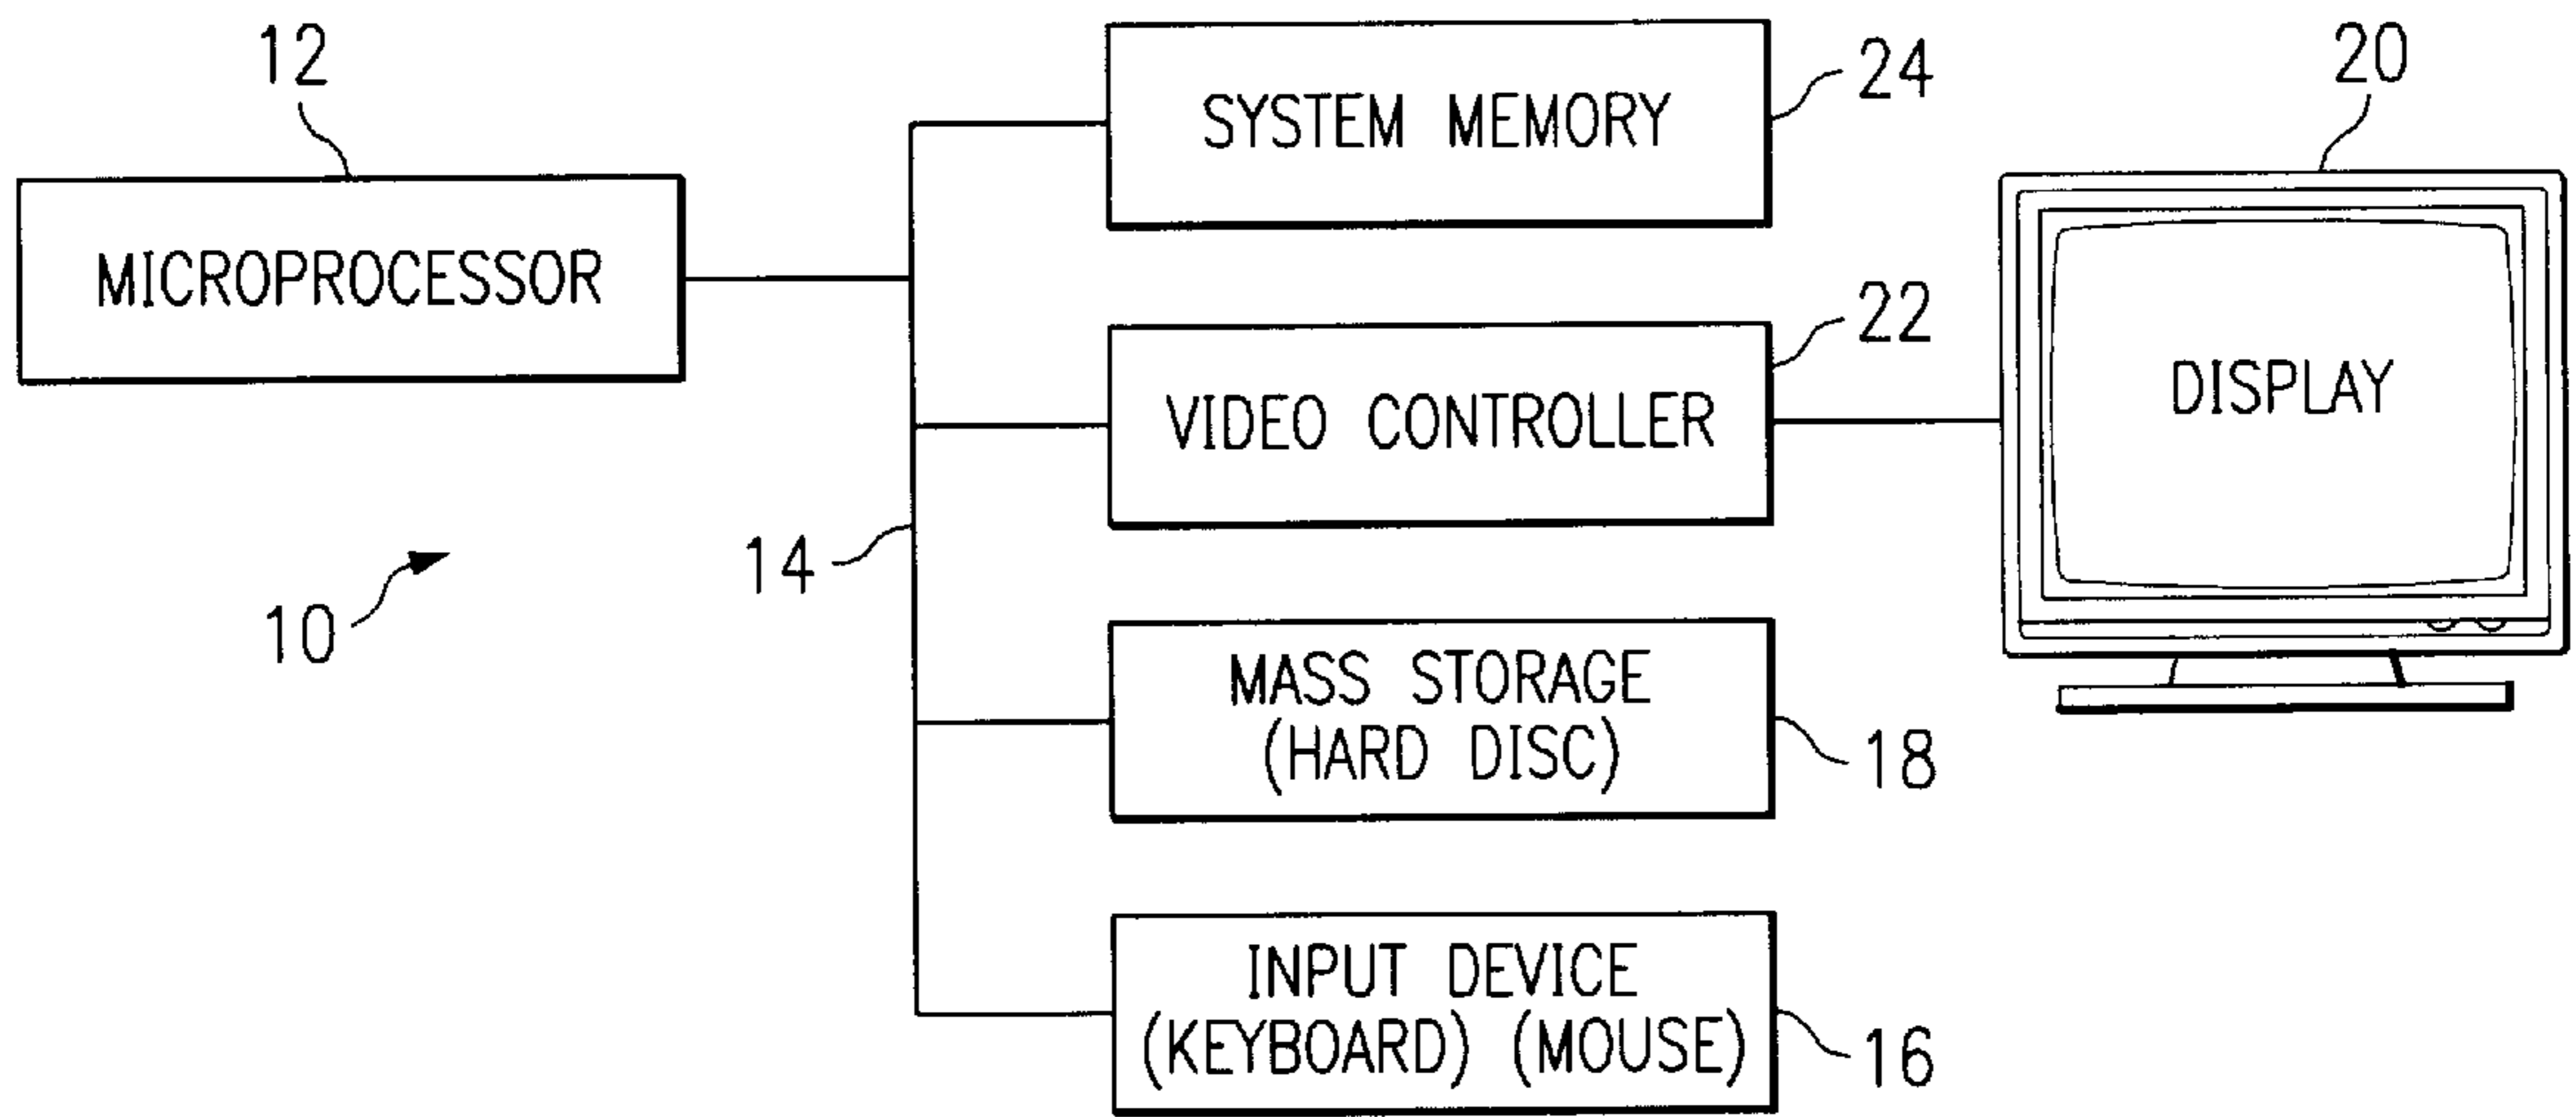 12
MICROPROCESSOR
10
14
SYSTEM MEMORY
24
VIDEO CONTROLLER
22
MASS STORAGE
(HARD DISC)
18
INPUT DEVICE
(KEYBOARD) (MOUSE)
16
20
DISPLAY